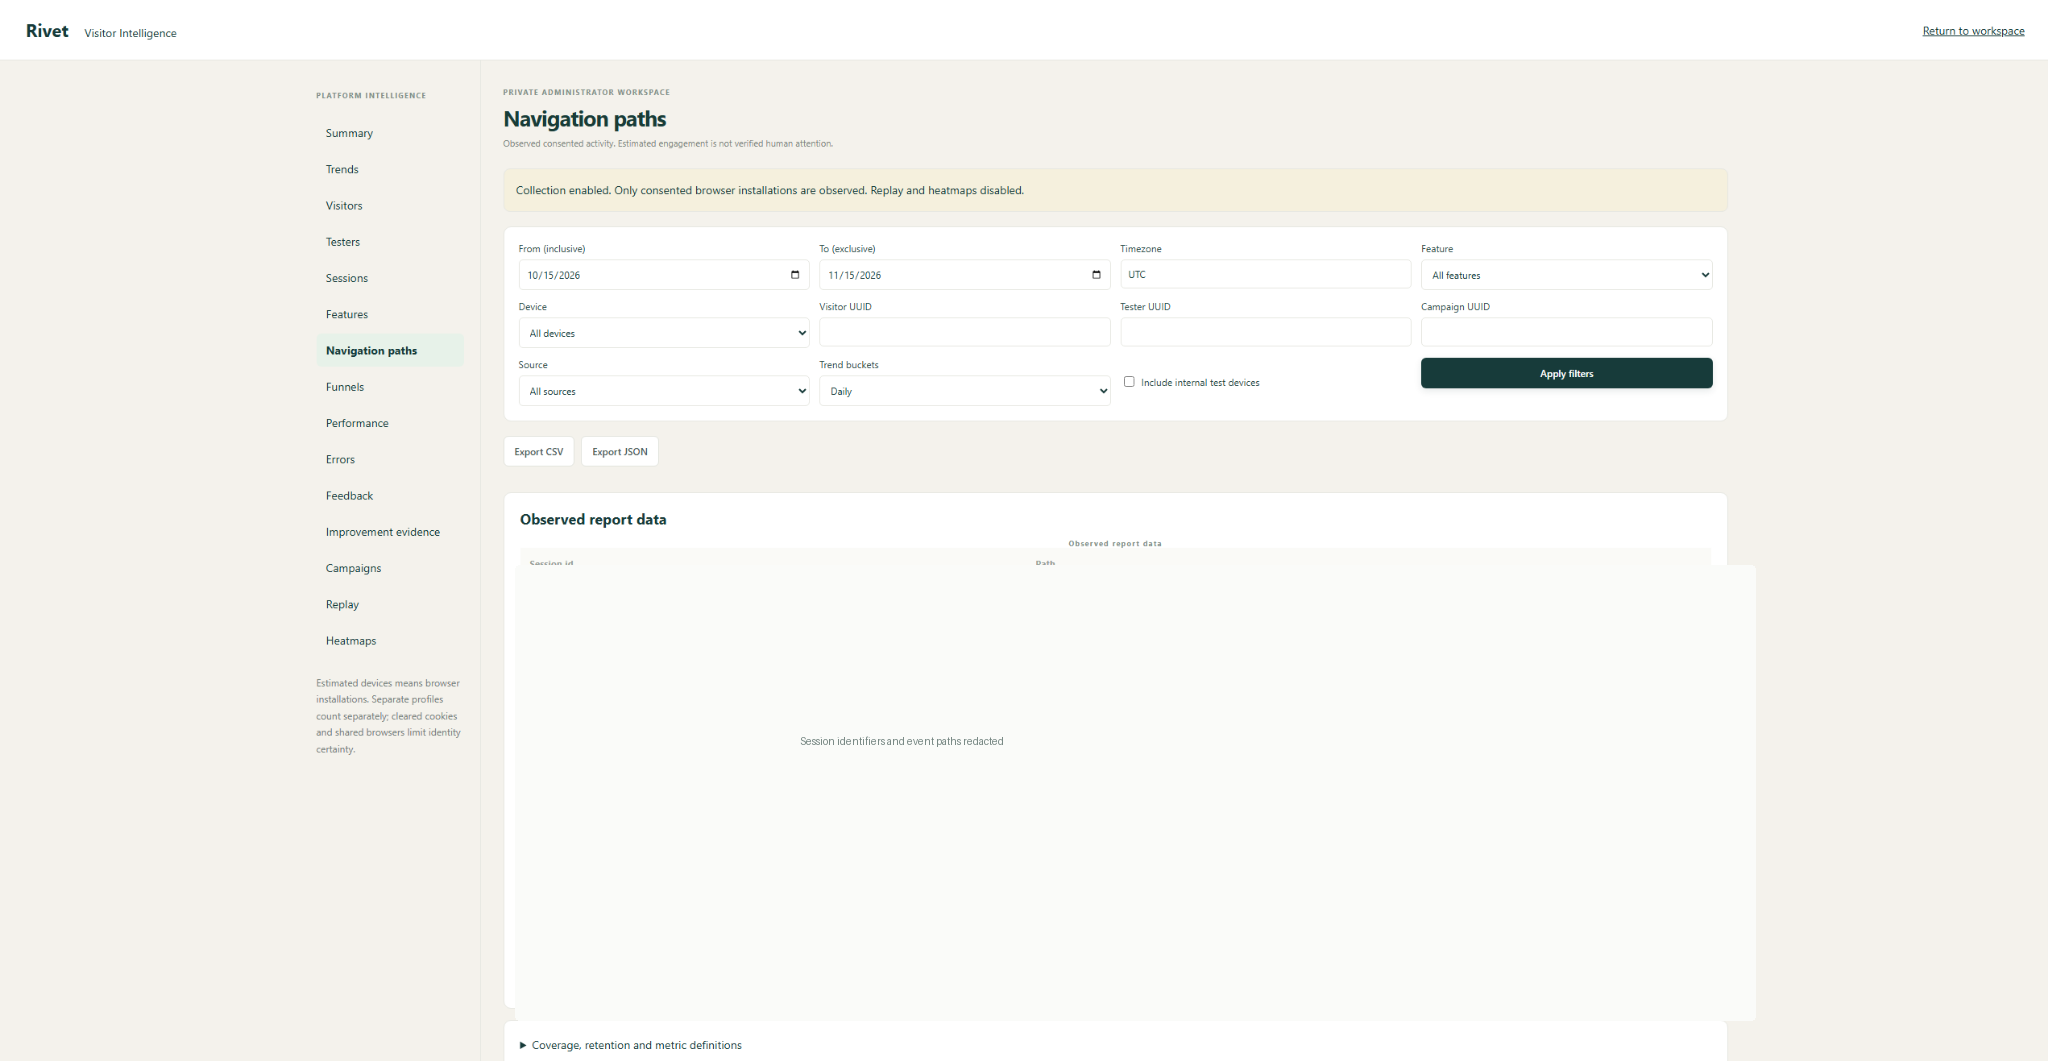 Rivet Visitor Intelligence
Return to workspace
PLATFORM INTELLIGENCE
Summary
Trends
Visitors
Testers
Sessions
Features
Navigation paths
Funnels
Performance
Errors
Feedback
Improvement evidence
Campaigns
Replay
Heatmaps
Estimated devices means browser
installations. Separate profiles
count separately; cleared cookies
and shared browsers limit identity
certainty.
PRIVATE ADMINISTRATOR WORKSPACE
Navigation paths
Observed consented activity. Estimated engagement is not verified human attention.
Collection enabled. Only consented browser installations are observed. Replay and heatmaps disabled.
From (inclusive) To (exclusive) Timezone Feature
10/15/2026 11/15/2026 UTC All features
Device Visitor UUID Tester UUID Campaign UUID
All devices
Source Trend buckets
All sources Daily Include internal test devices Apply filters
Export CSV Export JSON
Observed report data
Observed report data
Session id Path
Session identifiers and event paths redacted
Coverage, retention and metric definitions